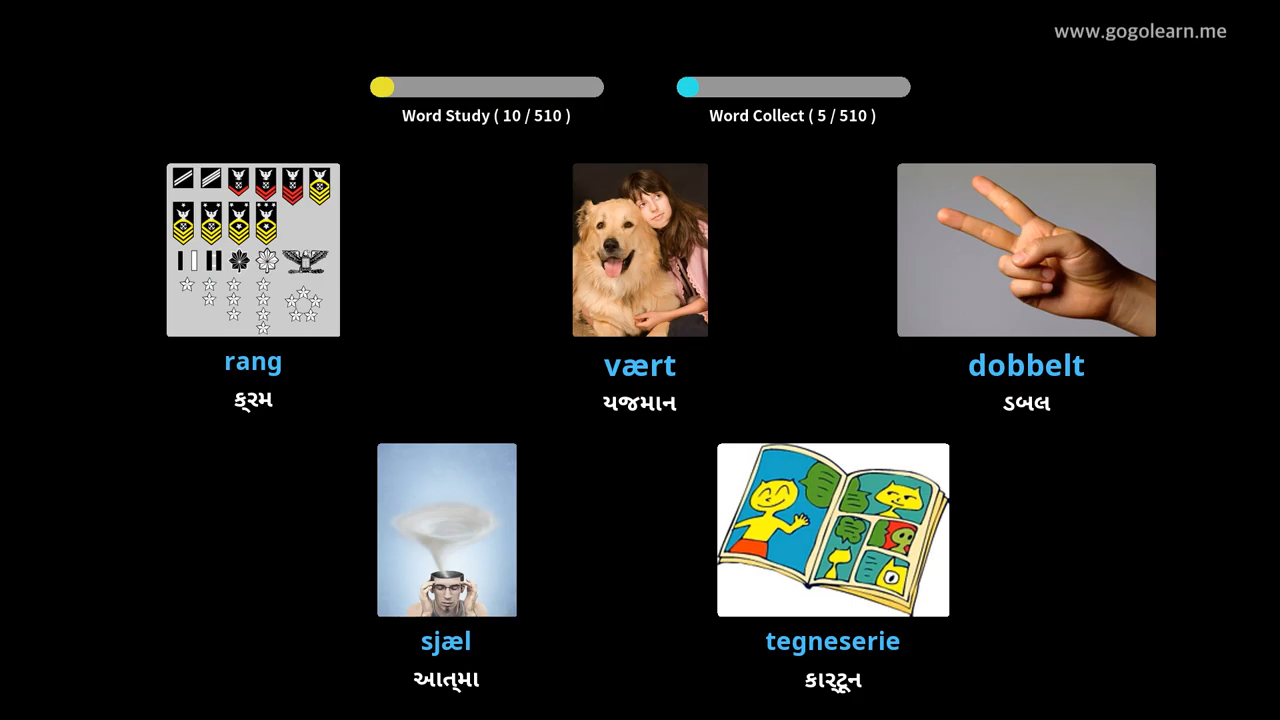 www.gogolearn.me
Word Study ( 10 / 510 )
Word Collect ( 5 / 510 )
rang
ક્રમ
vært
યજમાન
dobbelt
ડબલ
sjæl
આત્મા
tegneserie
કાર્ટૂન